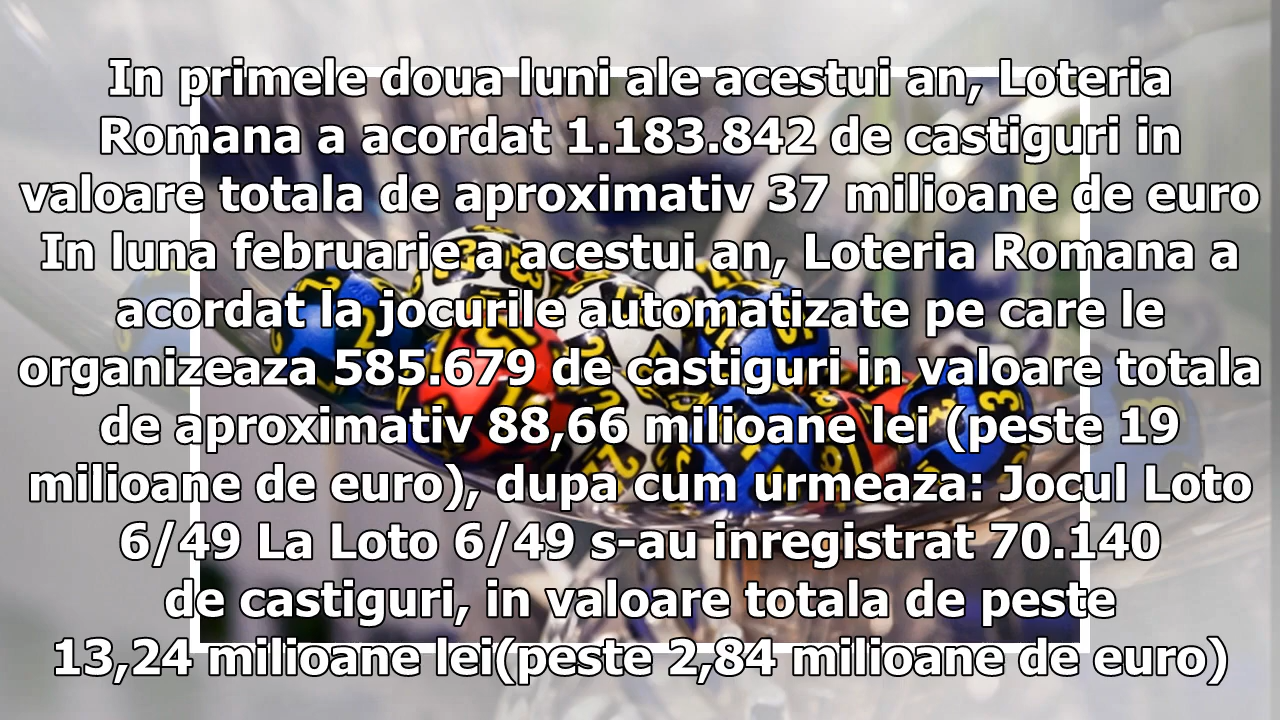 In primele doua luni ale acestui an, Loteria
Romana a acordat 1.183.842 de castiguri in
valoare totala de aproximativ 37 milioane de euro
In luna februarie a acestui an, Loteria Romana a
acordat la jocurile automatizate pe care le
organizeaza 585.679 de castiguri in valoare totala
de aproximativ 88,66 milioane lei (peste 19
milioane de euro), dupa cum urmeaza: Jocul Loto
6/49 La Loto 6/49 s-au inregistrat 70.140
de castiguri, in valoare totala de peste
13,24 milioane lei(peste 2,84 milioane de euro)